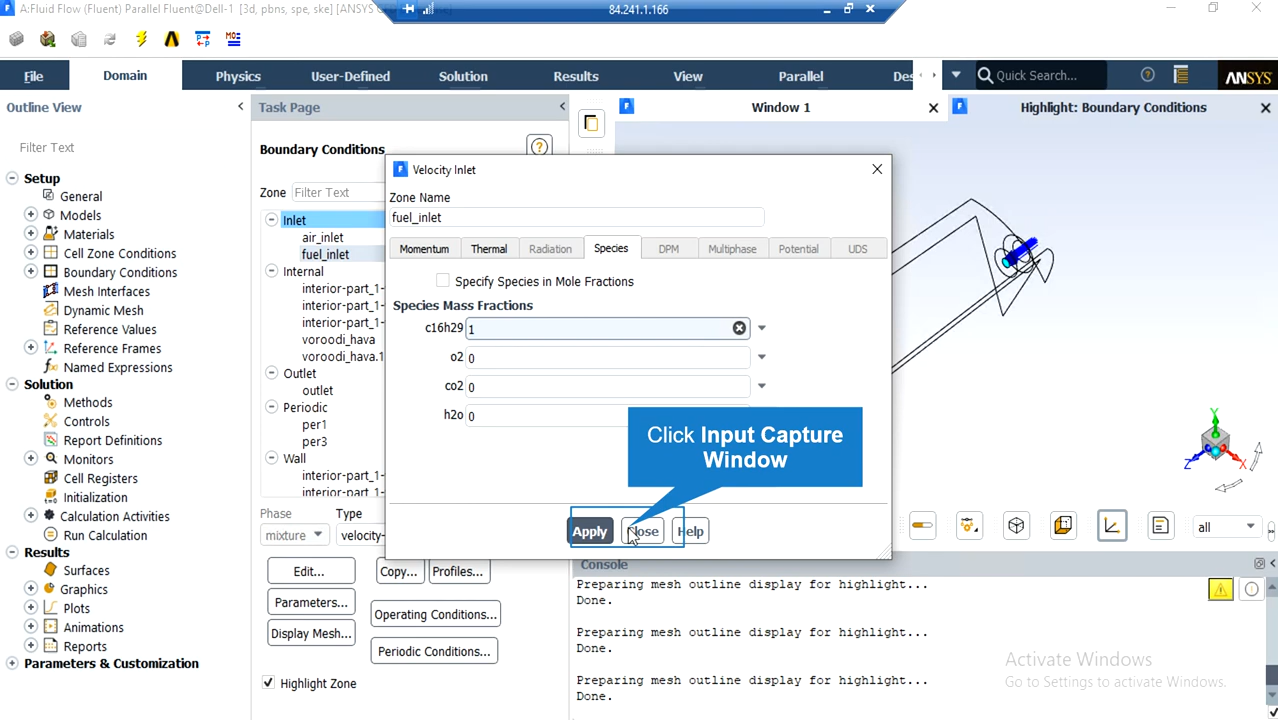 A:Fluid Flow (Fluent) Parallel Fluent@Dell-1 [3d, pbns, spe, ske] [ANSYS
84.241.1.166
File
Domain
Physics
User-Defined
Solution
Results
View
Parallel
Des
Quick Search...
ANSYS
Outline View
Task Page
Window 1
Highlight: Boundary Conditions
Filter Text
Setup
General
Models
Materials
Cell Zone Conditions
Boundary Conditions
Mesh Interfaces
Dynamic Mesh
Reference Values
Reference Frames
Named Expressions
Solution
Methods
Controls
Report Definitions
Monitors
Cell Registers
Initialization
Calculation Activities
Run Calculation
Results
Surfaces
Graphics
Plots
Animations
Reports
Parameters & Customization
Boundary Conditions
Zone Filter Text
Inlet
air_inlet
fuel_inlet
Internal
interior-part_1-
interior-part_1-
interior-part_1-
voroodi_hava
voroodi_hava.1
Outlet
outlet
Periodic
per1
per3
Wall
interior-part_1-
interior-part_1-
Phase Type
mixture velocity-
Edit... Copy... Profiles...
Parameters... Operating Conditions...
Display Mesh... Periodic Conditions...
Highlight Zone
Velocity Inlet
Zone Name
fuel_inlet
Momentum Thermal Radiation Species DPM Multiphase Potential UDS
Specify Species in Mole Fractions
Species Mass Fractions
c16h29 1
o2 0
co2 0
h2o 0
Click Input Capture
Window
Apply Close Help
Y
Z
X
all
Console
Preparing mesh outline display for highlight...
Done.
Preparing mesh outline display for highlight...
Done.
Preparing mesh outline display for highlight...
Done.
Activate Windows
Go to Settings to activate Windows.